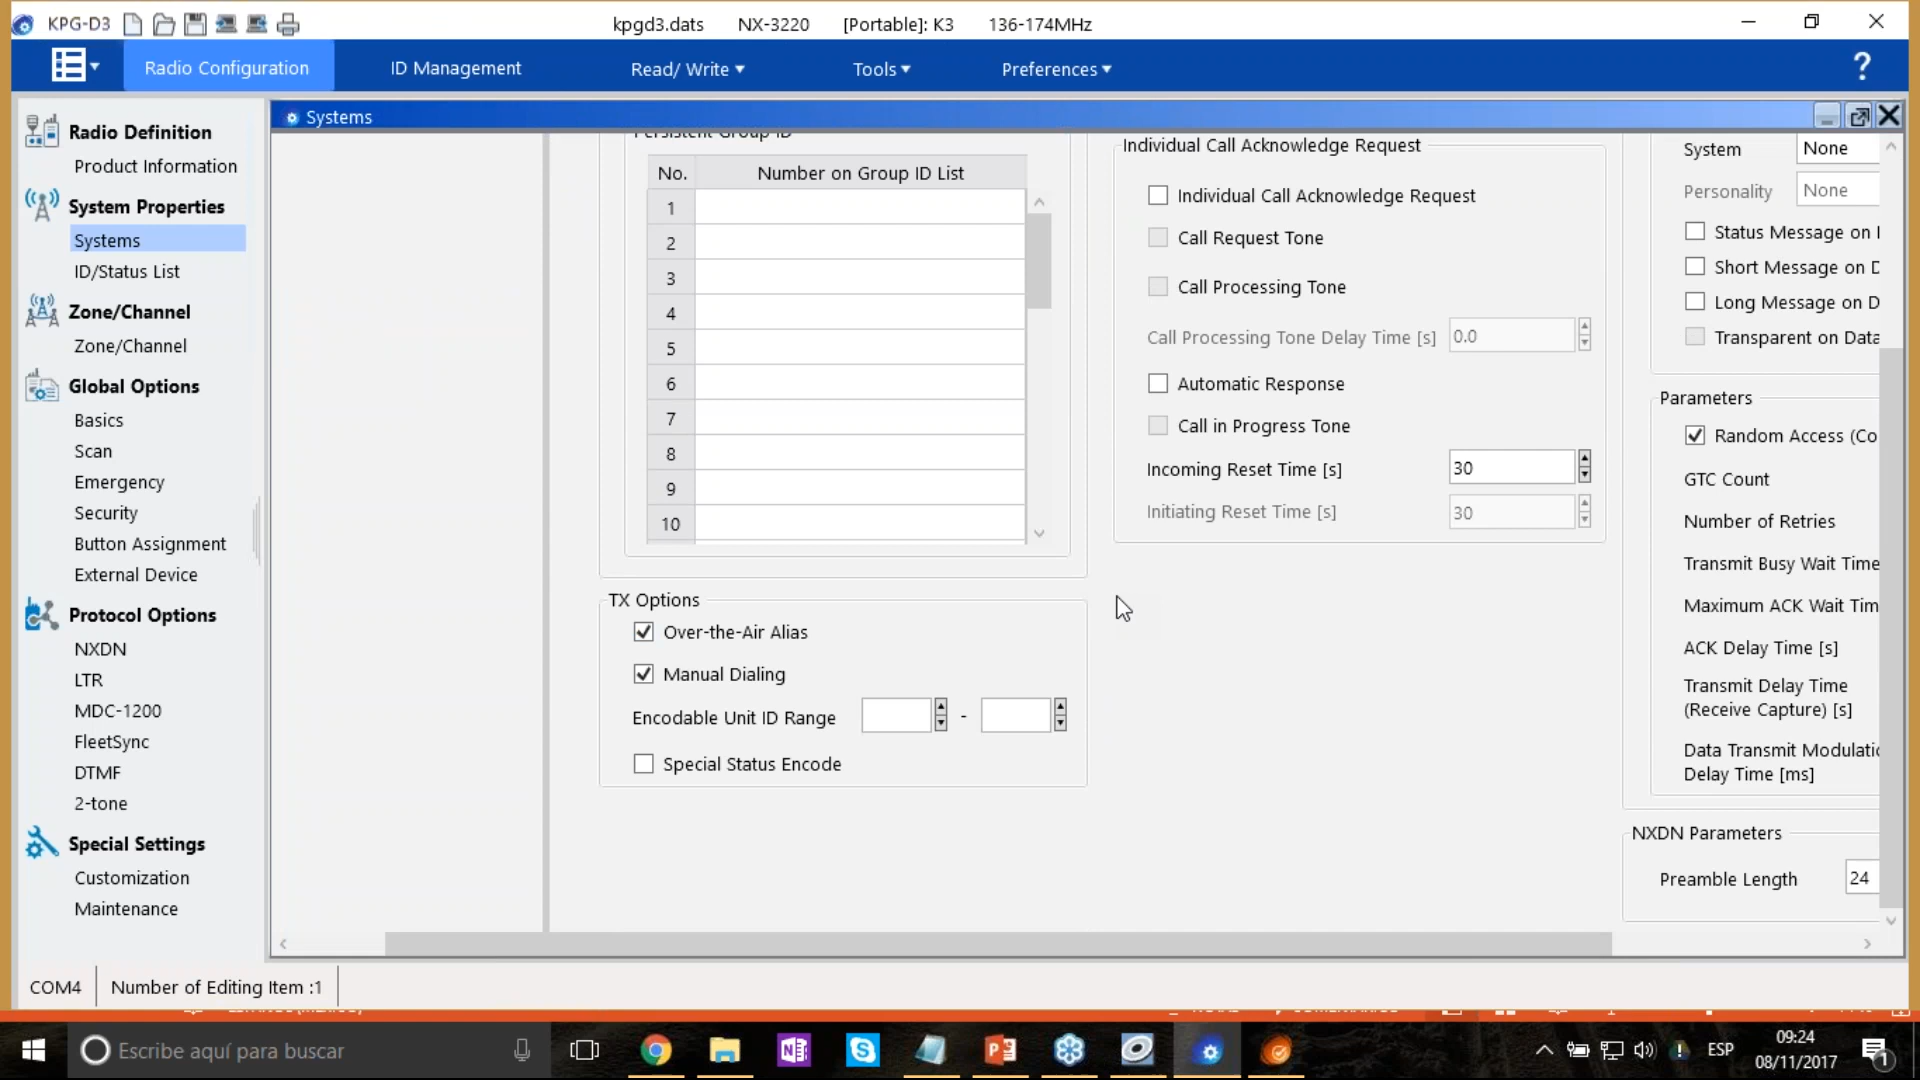 KPG-D3
kpgd3.dats NX-3220 [Portable]: K3 136-174MHz
Radio Configuration ID Management Read/ Write Tools Preferences ?
Radio Definition
Product Information
System Properties
Systems
ID/Status List
Zone/Channel
Zone/Channel
Global Options
Basics
Scan
Emergency
Security
Button Assignment
External Device
Protocol Options
NXDN
LTR
MDC-1200
FleetSync
DTMF
2-tone
Special Settings
Customization
Maintenance
Systems
Persistent Group ID
No. Number on Group ID List
1
2
3
4
5
6
7
8
9
10
TX Options
Over-the-Air Alias
Manual Dialing
Encodable Unit ID Range -
Special Status Encode
Individual Call Acknowledge Request
Individual Call Acknowledge Request
Call Request Tone
Call Processing Tone
Call Processing Tone Delay Time [s] 0.0
Automatic Response
Call in Progress Tone
Incoming Reset Time [s] 30
Initiating Reset Time [s] 30
System None
Personality None
Status Message on
Short Message on D
Long Message on D
Transparent on Data
Parameters
Random Access (Co
GTC Count
Number of Retries
Transmit Busy Wait Time
Maximum ACK Wait Tim
ACK Delay Time [s]
Transmit Delay Time
(Receive Capture) [s]
Data Transmit Modulatic
Delay Time [ms]
NXDN Parameters
Preamble Length 24
COM4 Number of Editing Item :1
Escribe aquí para buscar
ESP
09:24
08/11/2017
1